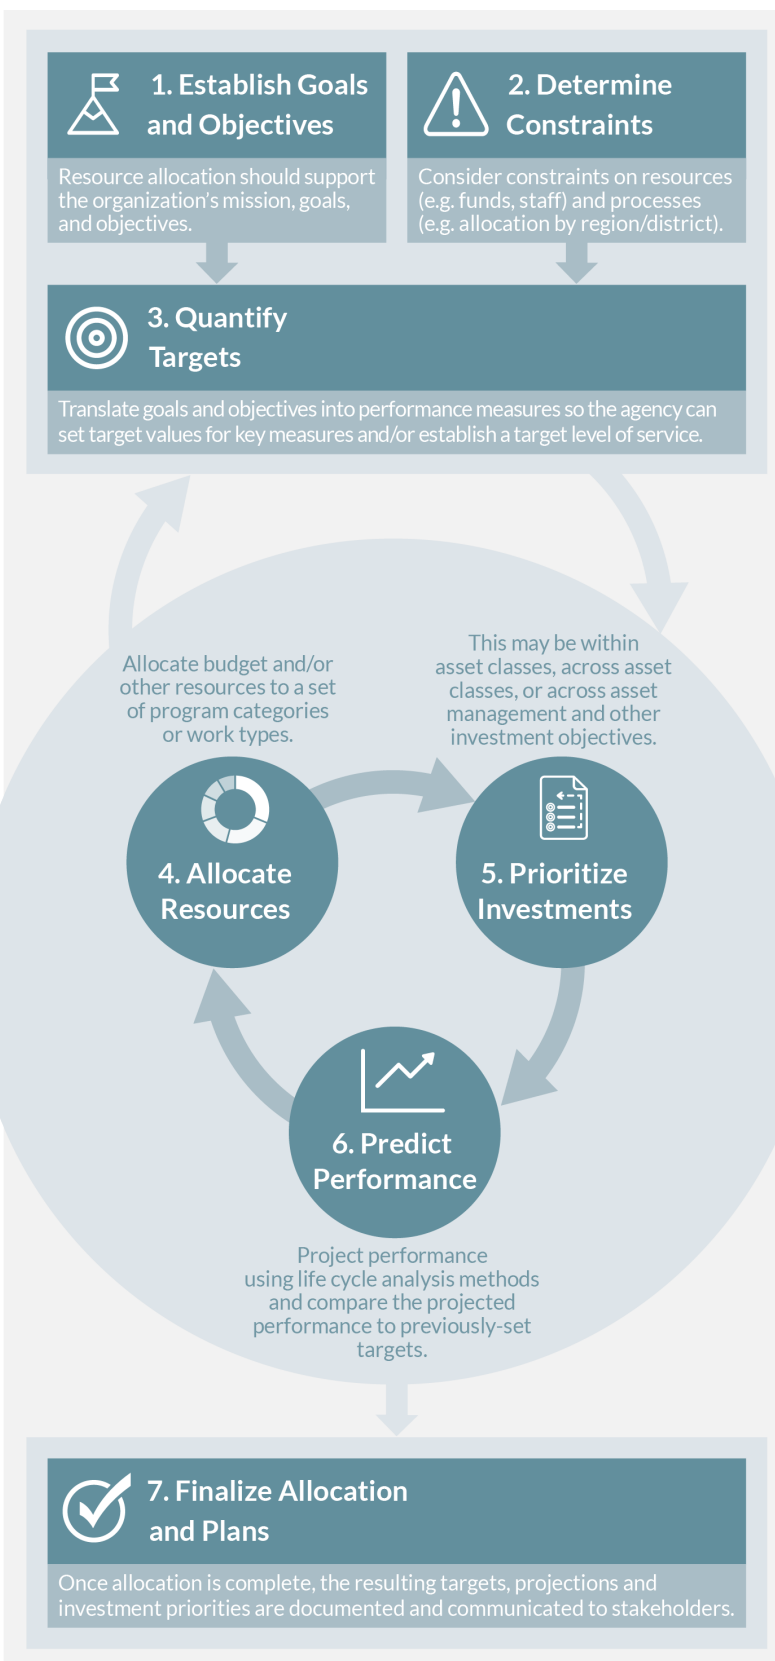 1. Establish Goals
and Objectives
Resource allocation should support
the organization's mission, goals,
and objectives.
2. Determine
Constraints
Consider constraints on resources
(e.g. funds, staff) and processes
(e.g. allocation by region/district).
3. Quantify
Targets
Translate goals and objectives into performance measures so the agency can
set target values for key measures and/or establish a target level of service.
Allocate budget and/or
other resources to a set
of program categories
or work types.
4. Allocate
Resources
This may be within
asset classes, across asset
classes, or across asset
management and other
investment objectives.
5. Prioritize
Investments
6. Predict
Performance
Project performance
using life cycle analysis methods
and compare the projected
performance to previously-set
targets.
7. Finalize Allocation
and Plans
Once allocation is complete, the resulting targets, projections and
investment priorities are documented and communicated to stakeholders.